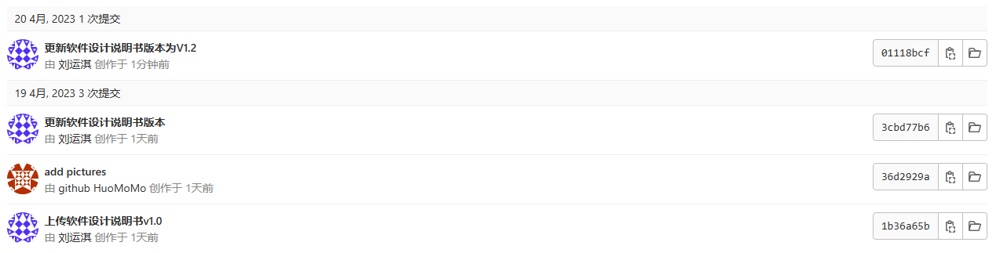 20 4月, 2023 1 次提交
更新软件设计说明书版本为V1.2
01118bcf
由 刘运淇 创作于 1分钟前
19 4月, 2023 3 次提交
更新软件设计说明书版本
3cbd77b6
由 刘运淇 创作于 1天前
add pictures
36d2929a
由 github HuoMoMo 创作于 1天前
上传软件设计说明书v1.0
1b36a65b
由 刘运淇 创作于 1天前